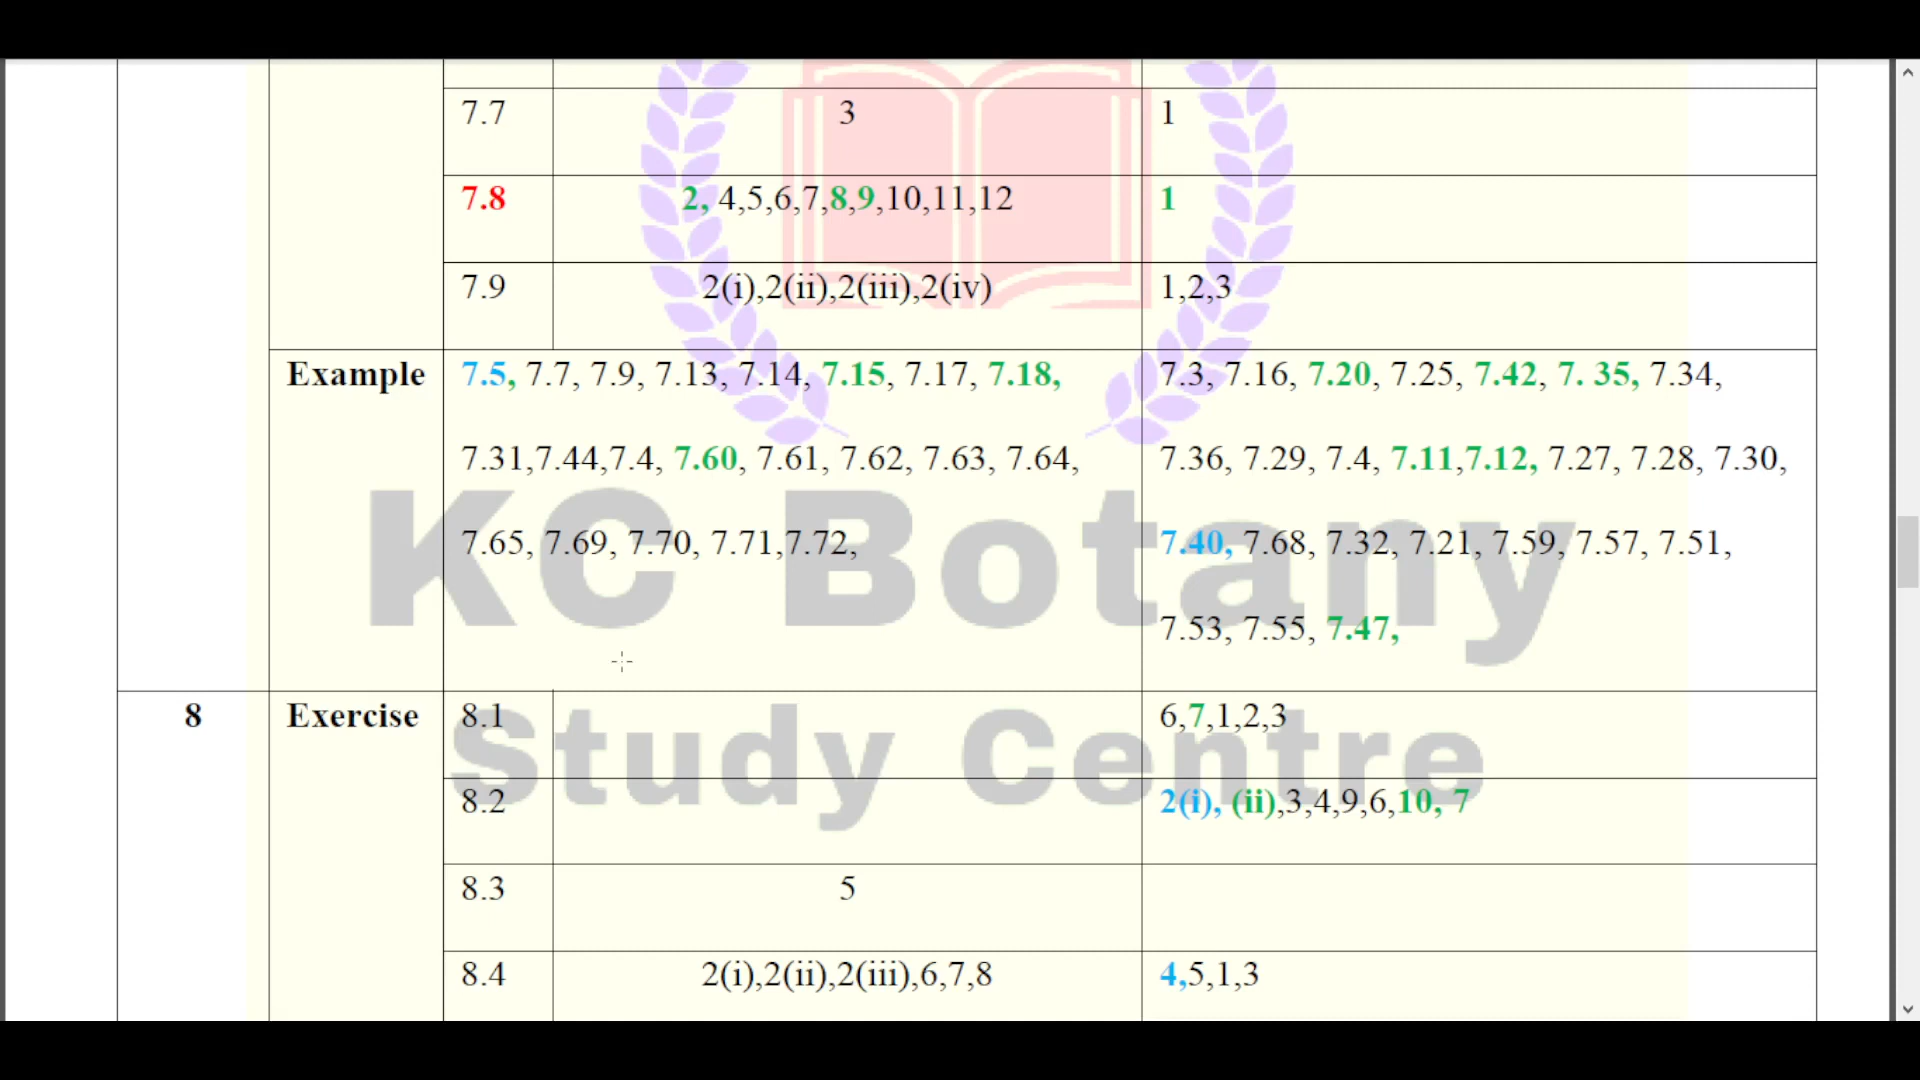 7.7 3 1
7.8 2, 4,5,6,7,8,9,10,11,12 1
7.9 2(i),2(ii),2(iii),2(iv) 1,2,3
Example 7.5, 7.7, 7.9, 7.13, 7.14, 7.15, 7.17, 7.18, 7.3, 7.16, 7.20, 7.25, 7.42, 7. 35, 7.34,
7.31,7.44,7.4, 7.60, 7.61, 7.62, 7.63, 7.64, 7.36, 7.29, 7.4, 7.11,7.12, 7.27, 7.28, 7.30,
7.65, 7.69, 7.70, 7.71,7.72, 7.40, 7.68, 7.32, 7.21, 7.59, 7.57, 7.51,
KC Botany
7.53, 7.55, 7.47,
8 Exercise 8.1 6,7,1,2,3
Study Centre
8.2 2(i), (ii),3,4,9,6,10, 7
8.3 5
8.4 2(i),2(ii),2(iii),6,7,8 4,5,1,3